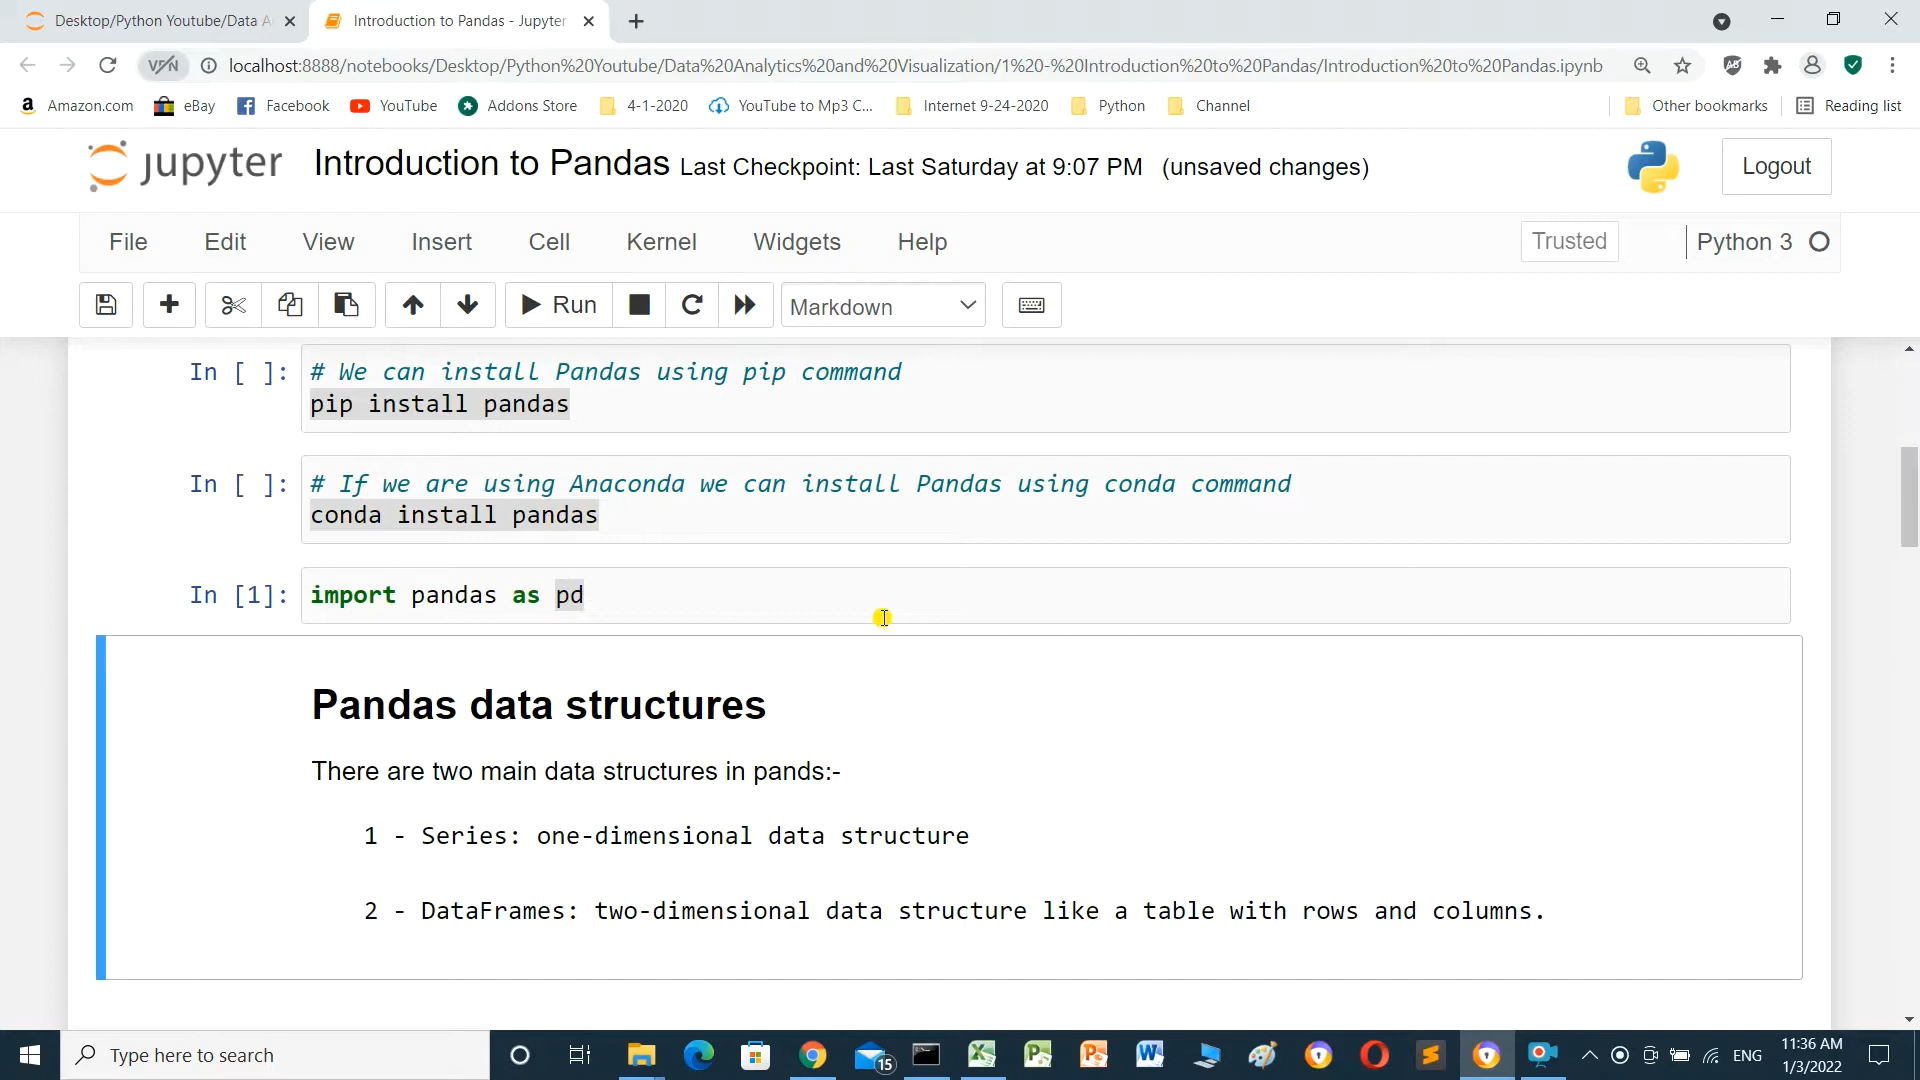 Desktop/Python Youtube/Data A
Introduction to Pandas - Jupyter
VPN
localhost:8888/notebooks/Desktop/Python%20Youtube/Data%20Analytics%20and%20Visualization/1%20-%20Introduction%20to%20Pandas/Introduction%20to%20Pandas.ipynb
Amazon.com
eBay
Facebook
YouTube
Addons Store
4-1-2020
YouTube to Mp3 C...
Internet 9-24-2020
Python
Channel
Other bookmarks
Reading list
jupyter
Introduction to Pandas Last Checkpoint: Last Saturday at 9:07 PM (unsaved changes)
Logout
File
Edit
View
Insert
Cell
Kernel
Widgets
Help
Trusted
Python 3
Run
Markdown
In [ ]: # We can install Pandas using pip command
pip install pandas
In [ ]: # If we are using Anaconda we can install Pandas using conda command
conda install pandas
In [1]: import pandas as pd
Pandas data structures
There are two main data structures in pands:-
1 - Series: one-dimensional data structure
2 - DataFrames: two-dimensional data structure like a table with rows and columns.
Type here to search
15
ENG
11:36 AM
1/3/2022